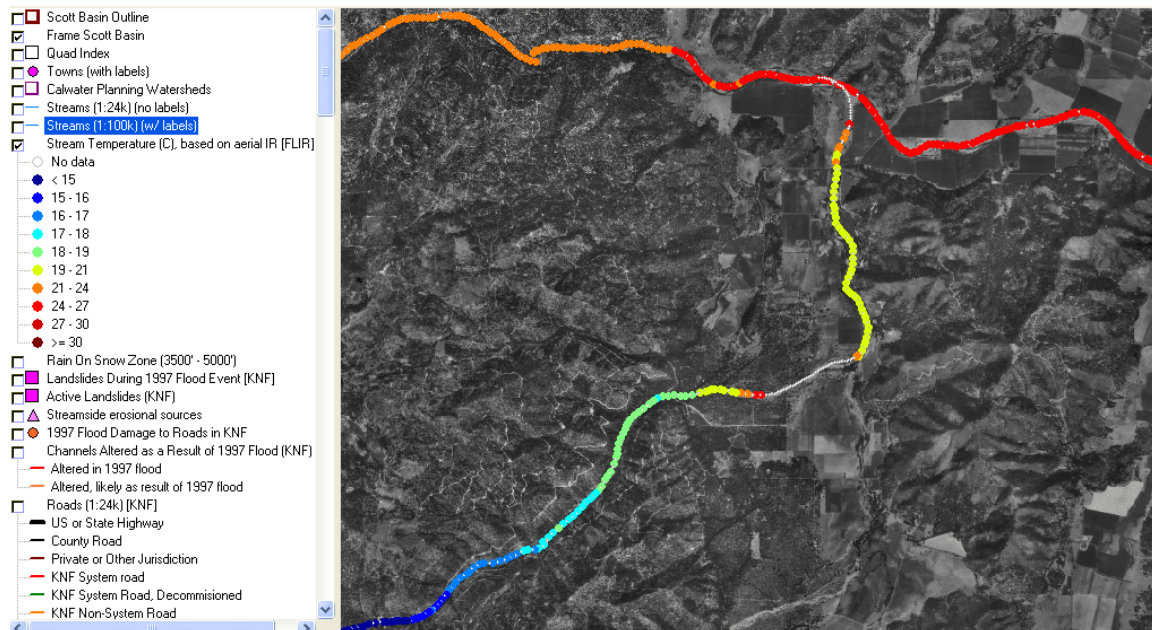 Scott Basin Outline
Frame Scott Basin
Quad Index
Towns (with labels)
Calwater Planning Watersheds
Streams (1:24k) (no labels)
Streams (1:100k) (w/ labels)
Stream Temperature (C), based on aerial IR [FLIR]
No data
< 15
15 - 16
16 - 17
17 - 18
18 - 19
19 - 21
21 - 24
24 - 27
27 - 30
>= 30
Rain On Snow Zone (3500' - 5000')
Landslides During 1997 Flood Event [KNF]
Active Landslides (KNF)
Streamside erosional sources
1997 Flood Damage to Roads in KNF
Channels Altered as a Result of 1997 Flood (KNF)
Altered in 1997 flood
Altered, likely as result of 1997 flood
Roads (1:24k) [KNF]
US or State Highway
County Road
Private or Other Jurisdiction
KNF System road
KNF System Road, Decommisioned
KNF Non-System Road